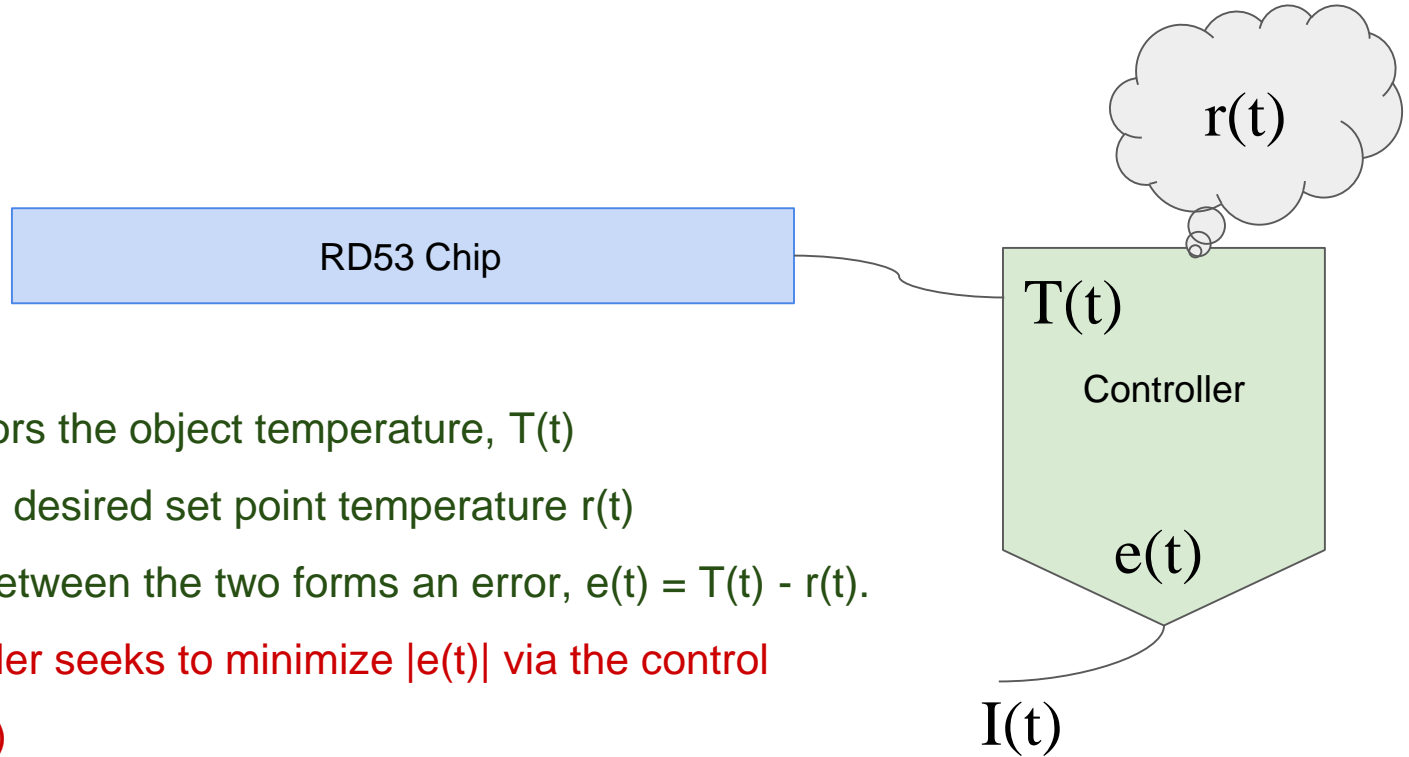 r(t)
RD53 Chip
T(t)
Controller
ors the object temperature, T(t)
desired set point temperature r(t)
etween the two forms an error, e(t) = T(t) - r(t).
e(t)
ler seeks to minimize |e(t)| via the control
)
I(t)